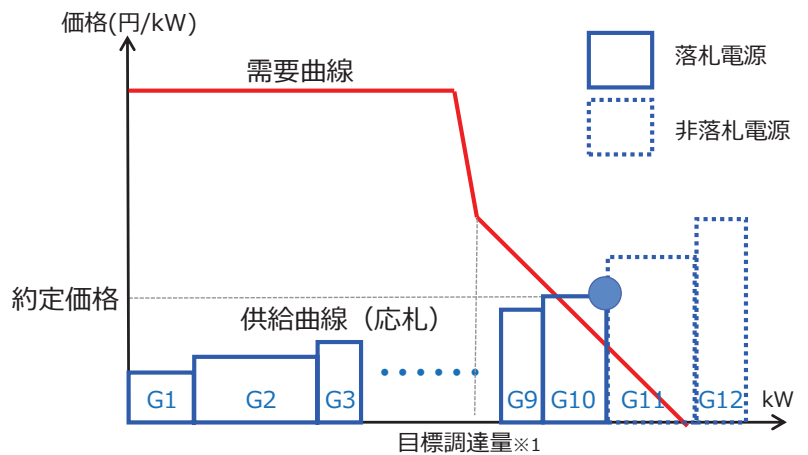 価格(円/kW)
需要曲線
落札電源
非落札電源
約定価格
供給曲線（応札）
G1
G2
G3
G9
G10
G11
G12
kW
目標調達量※1